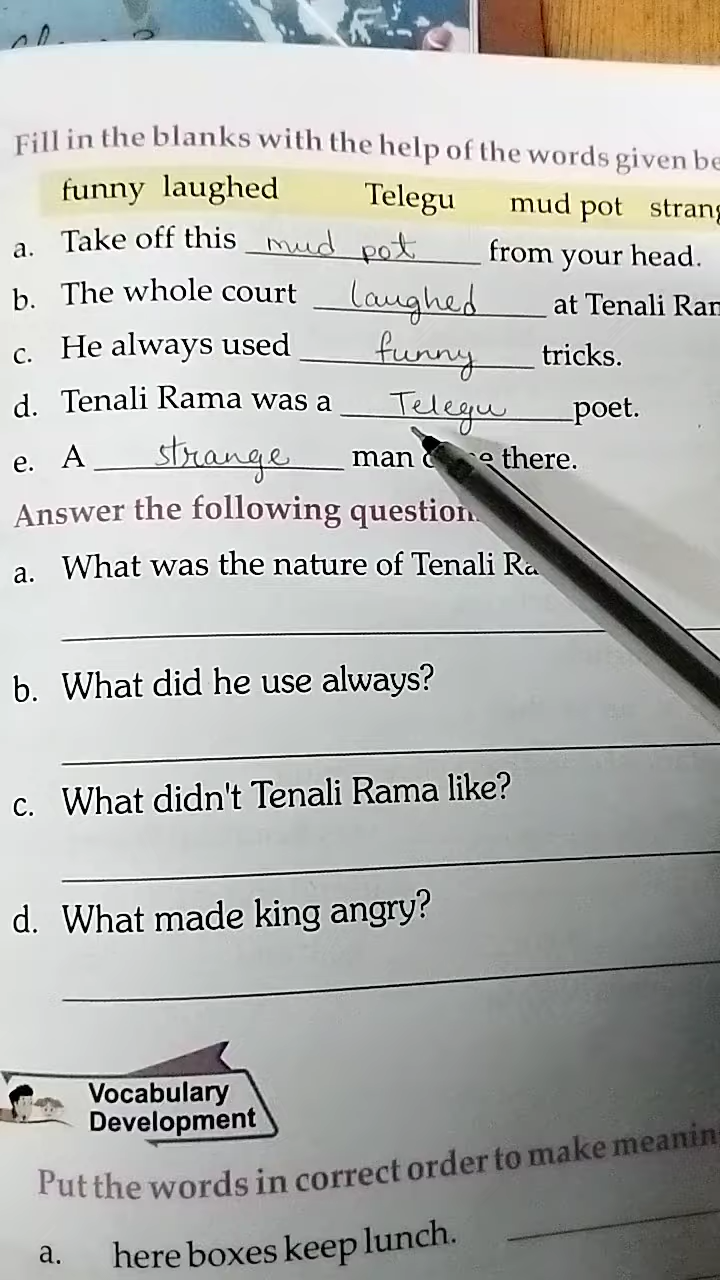 Fill in the blanks with the help of the words given be
funny laughed Telegu mud pot strang
a. Take off this mud pot from your head.
b. The whole court laughed at Tenali Ram
c. He always used funny tricks.
d. Tenali Rama was a Telegu poet.
e. A strange man there.
Answer the following question
a. What was the nature of Tenali Ra
b. What did he use always?
c. What didn't Tenali Rama like?
d. What made king angry?
Vocabulary
Development
Put the words in correct order to make meanin
a. here boxes keep lunch.